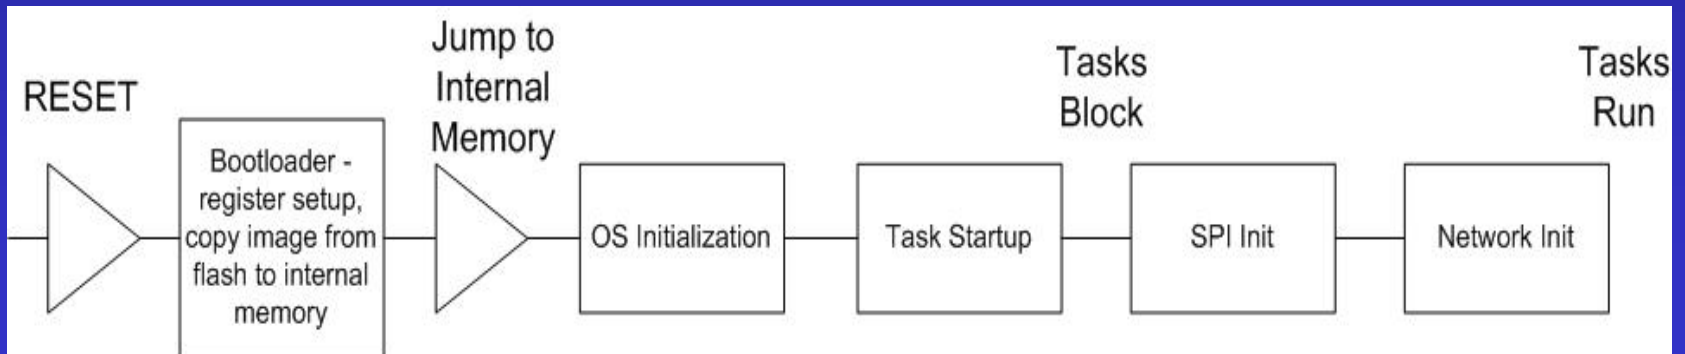 RESET
Bootloader -
register setup,
copy image from
flash to internal
memory
Jump to
Internal
Memory
OS Initialization
Task Startup
Tasks
Block
SPI Init
Network Init
Tasks
Run